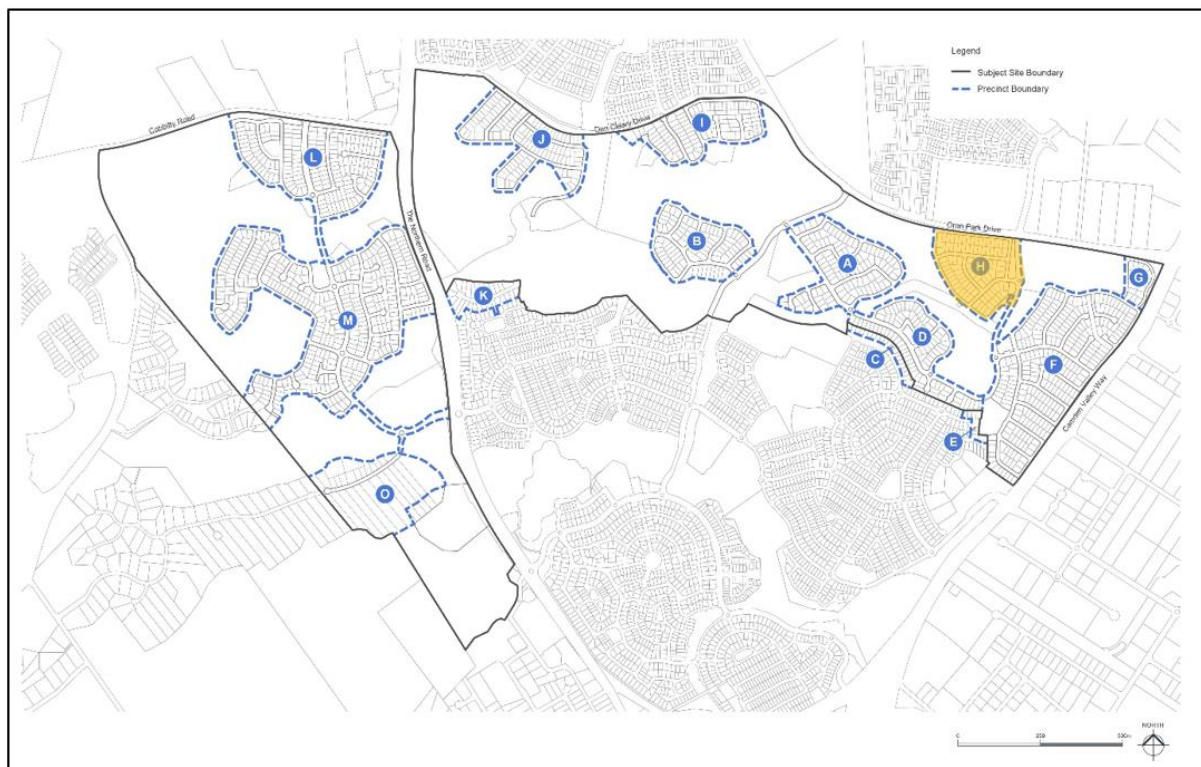 Legend
Subject Site Boundary
Precinct Boundary
Cobbitty Road
Dan Cleary Drive
The Northern Road
Oran Park Drive
Camden Valley Way
L
J
I
B
A
H
G
K
M
D
C
F
E
O
NORTH
0 250 500m